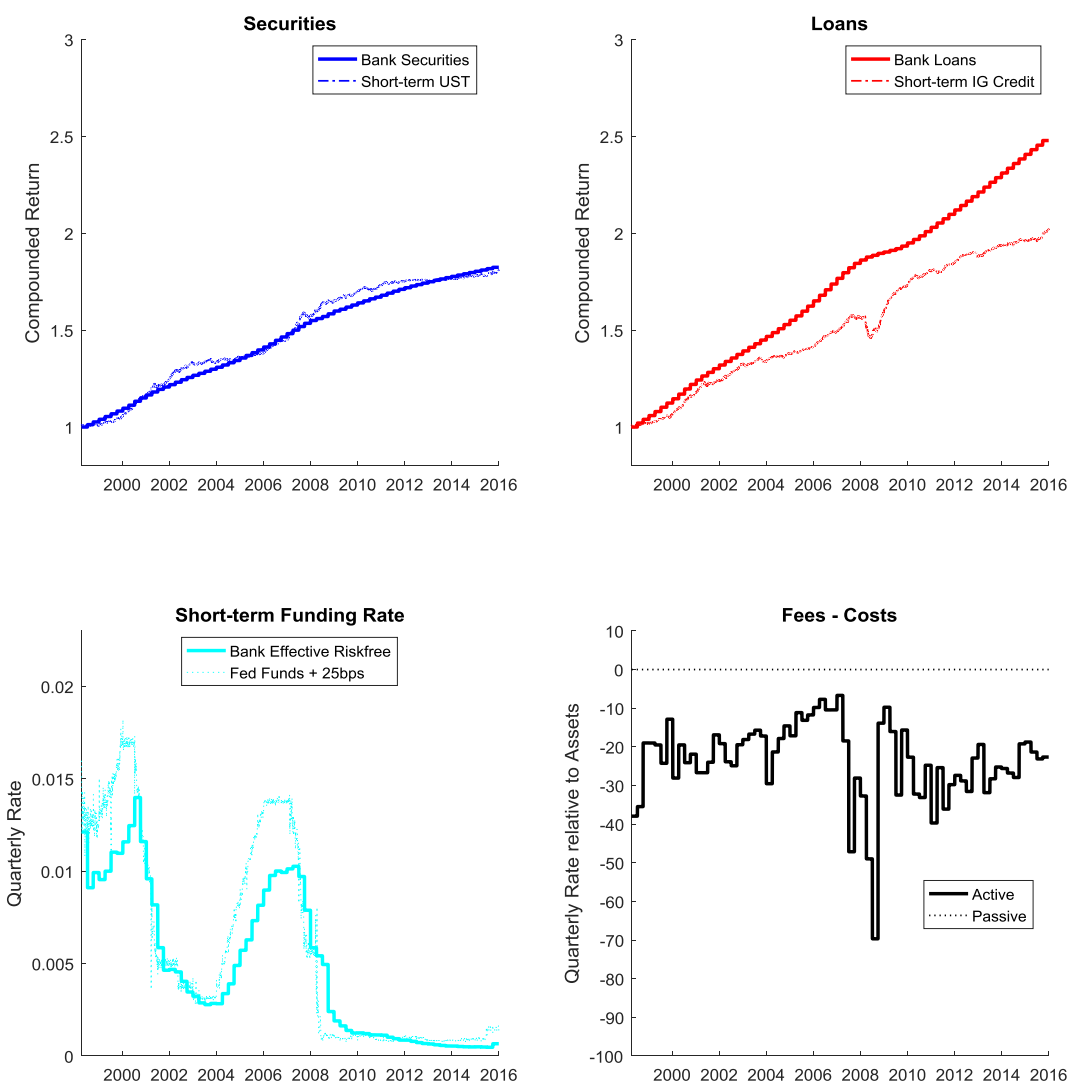 Securities
3
2.5
2
1.5
1
Compounded Return
Bank Securities
Short-term UST
2000 2002 2004 2006 2008 2010 2012 2014 2016
Loans
3
2.5
2
1.5
1
Compounded Return
Bank Loans
Short-term IG Credit
2000 2002 2004 2006 2008 2010 2012 2014 2016
Short-term Funding Rate
0.02
0.015
0.01
0.005
0
Quarterly Rate
Bank Effective Riskfree
Fed Funds + 25bps
2000 2002 2004 2006 2008 2010 2012 2014 2016
Fees - Costs
10
0
-10
-20
-30
-40
-50
-60
-70
-80
-90
-100
Quarterly Rate relative to Assets
Active
Passive
2000 2002 2004 2006 2008 2010 2012 2014 2016